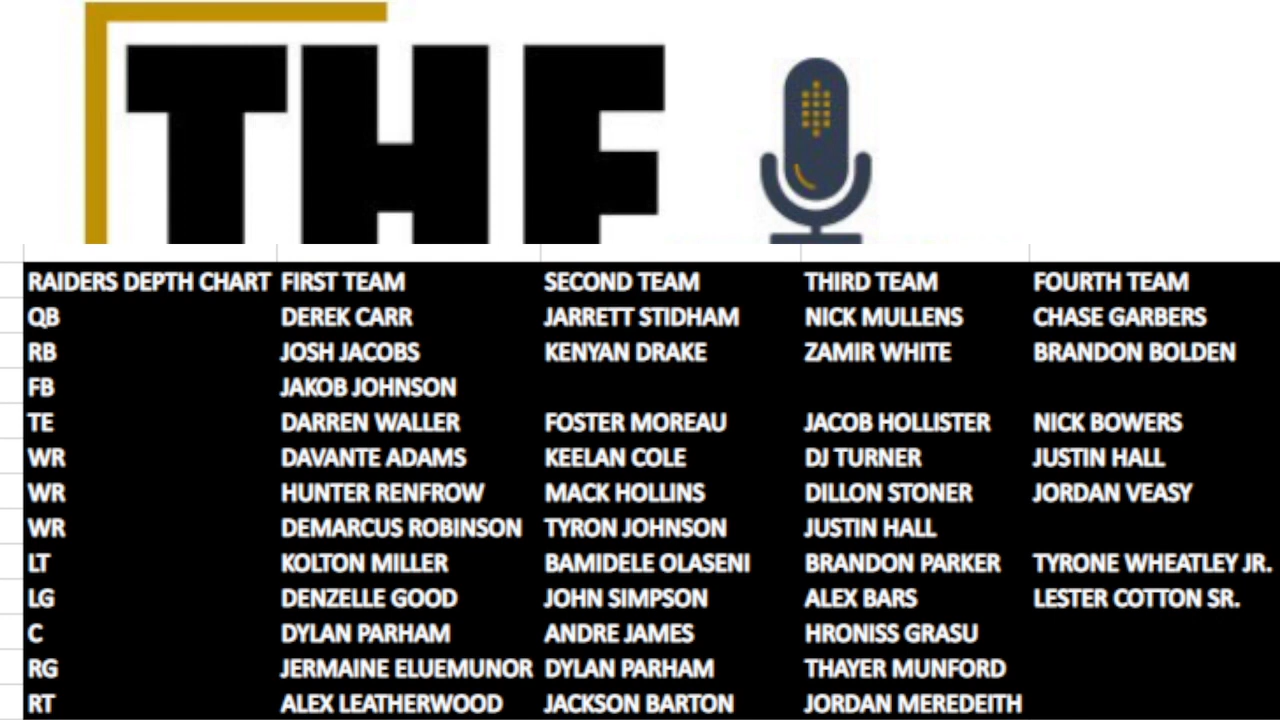 THE
RAIDERS DEPTH CHART FIRST TEAM SECOND TEAM THIRD TEAM FOURTH TEAM
QB DEREK CARR JARRETT STIDHAM NICK MULLENS CHASE GARBERS
RB JOSH JACOBS KENYAN DRAKE ZAMIR WHITE BRANDON BOLDEN
FB JAKOB JOHNSON
TE DARREN WALLER FOSTER MOREAU JACOB HOLLISTER NICK BOWERS
WR DAVANTE ADAMS KEELAN COLE DJ TURNER JUSTIN HALL
WR HUNTER RENFROW MACK HOLLINS DILLON STONER JORDAN VEASY
WR DEMARCUS ROBINSON TYRON JOHNSON JUSTIN HALL
LT KOLTON MILLER BAMIDELE OLASENI BRANDON PARKER TYRONE WHEATLEY JR.
LG DENZELLE GOOD JOHN SIMPSON ALEX BARS LESTER COTTON SR.
C DYLAN PARHAM ANDRE JAMES HRONISS GRASU
RG JERMAINE ELUEMUNOR DYLAN PARHAM THAYER MUNFORD
RT ALEX LEATHERWOOD JACKSON BARTON JORDAN MEREDEITH